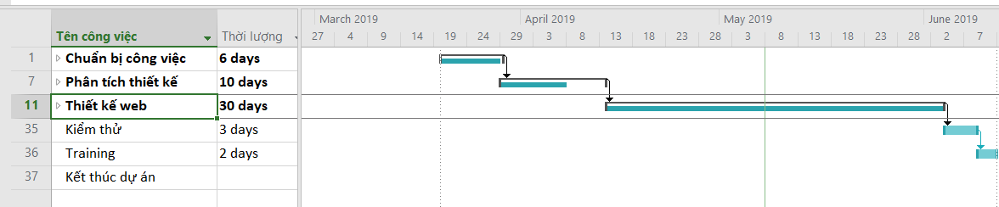 March 2019 April 2019 May 2019 June 2019
Tên công việc Thời lượng 27 4 9 14 19 24 29 3 8 13 18 23 28 3 8 13 18 23 28 2 7
1 Chuẩn bị công việc 6 days
7 Phân tích thiết kế 10 days
11 Thiết kế web 30 days
35 Kiểm thử 3 days
36 Training 2 days
37 Kết thúc dự án